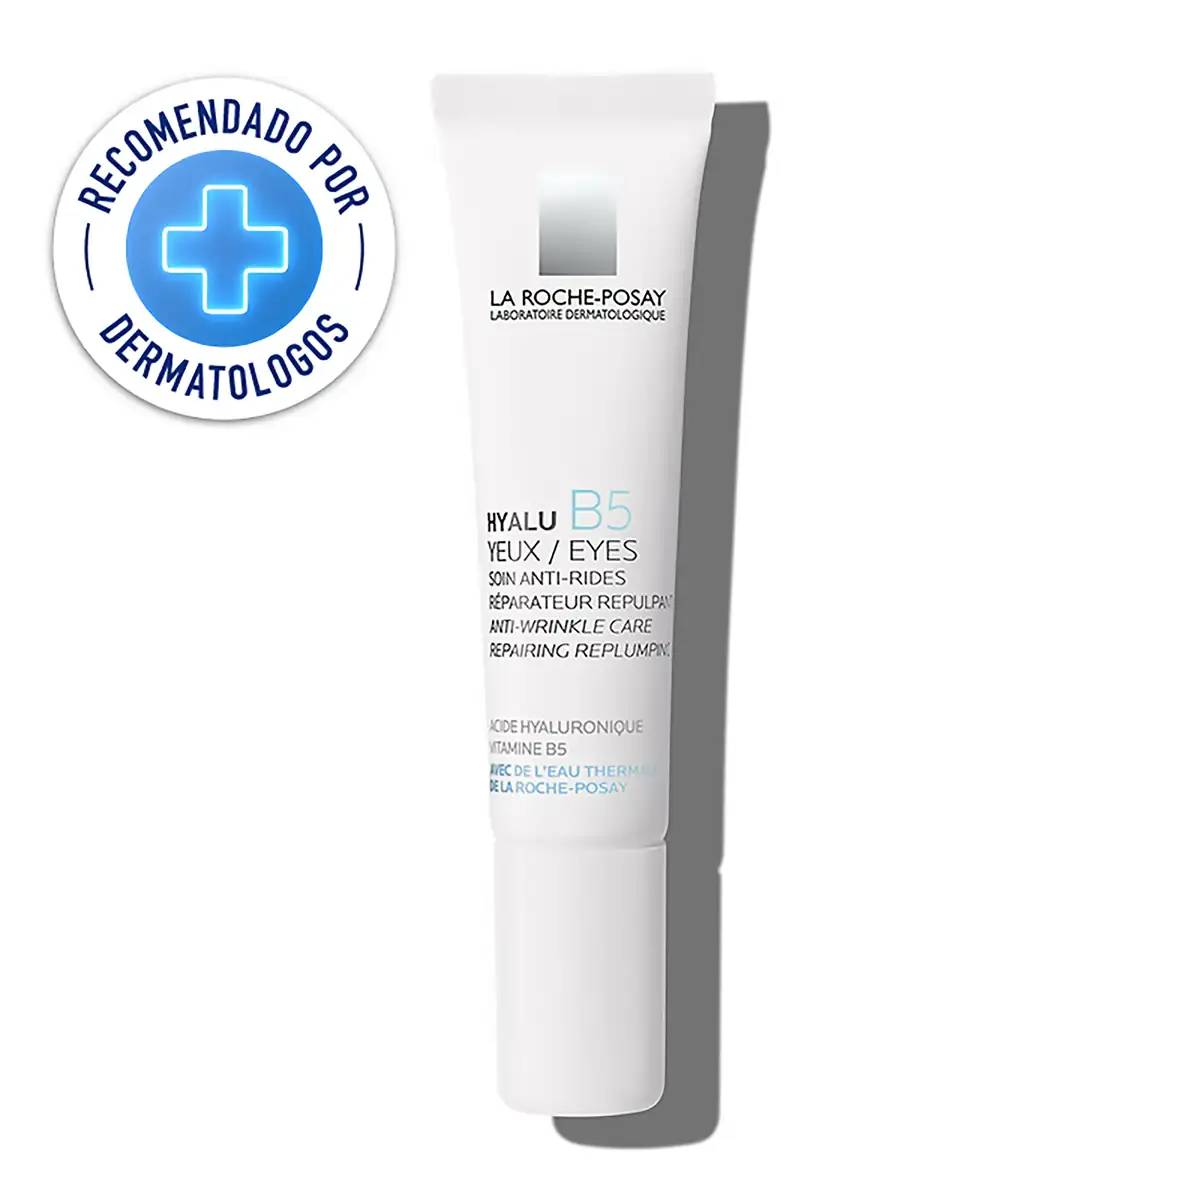 RECOMENDADO POR
DERMATOLOGOS
LA ROCHE-POSAY
LABORATOIRE DERMATOLOGIQUE
HYALU B5
YEUX / EYES
SOIN ANTI-RIDES
RÉPARATEUR REPULPANT
ANTI-WRINKLE CARE
REPAIRING REPLUMPING
ACIDE HYALURONIQUE
VITAMINE B5
AVEC DE L'EAU THERMALE
DE LA ROCHE-POSAY